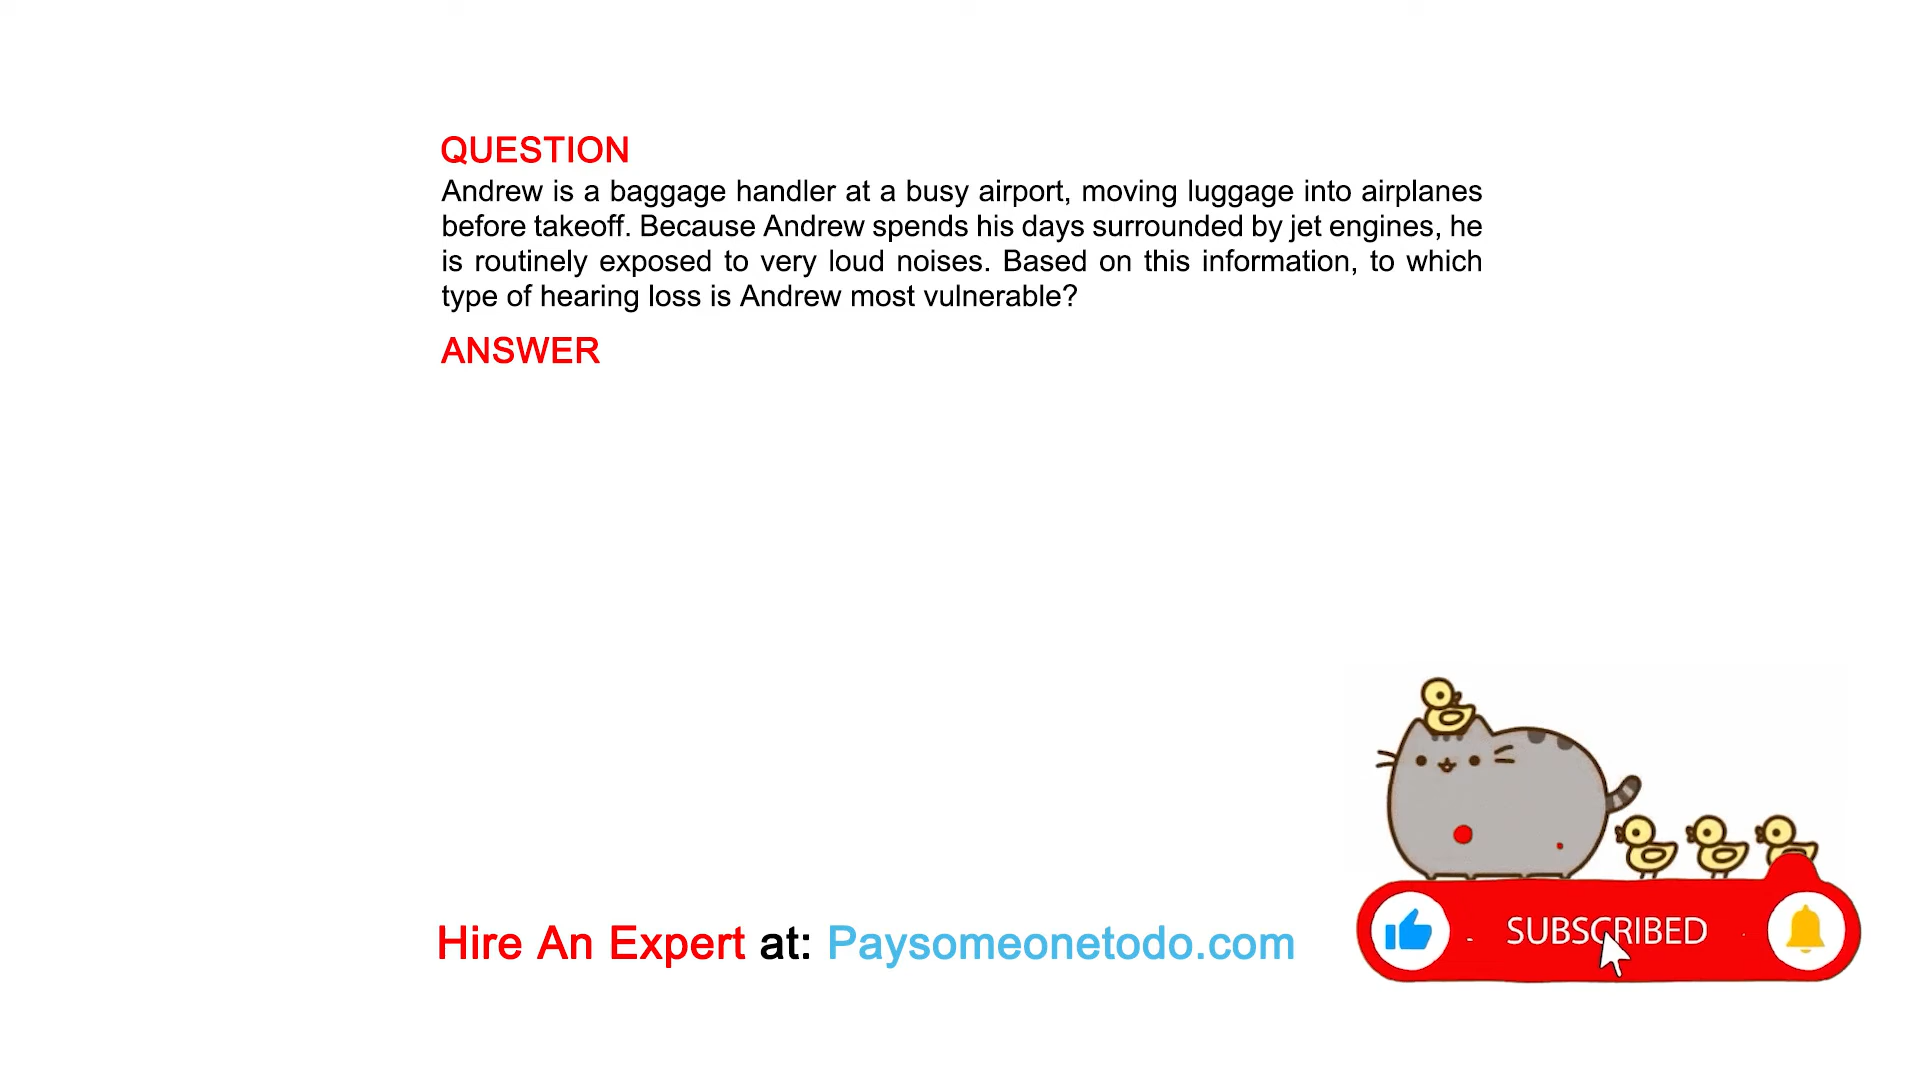 QUESTION
Andrew is a baggage handler at a busy airport, moving luggage into airplanes
before takeoff. Because Andrew spends his days surrounded by jet engines, he
is routinely exposed to very loud noises. Based on this information, to which
type of hearing loss is Andrew most vulnerable?
ANSWER
Hire An Expert at: Paysomeonetodo.com
SUBSCRIBED